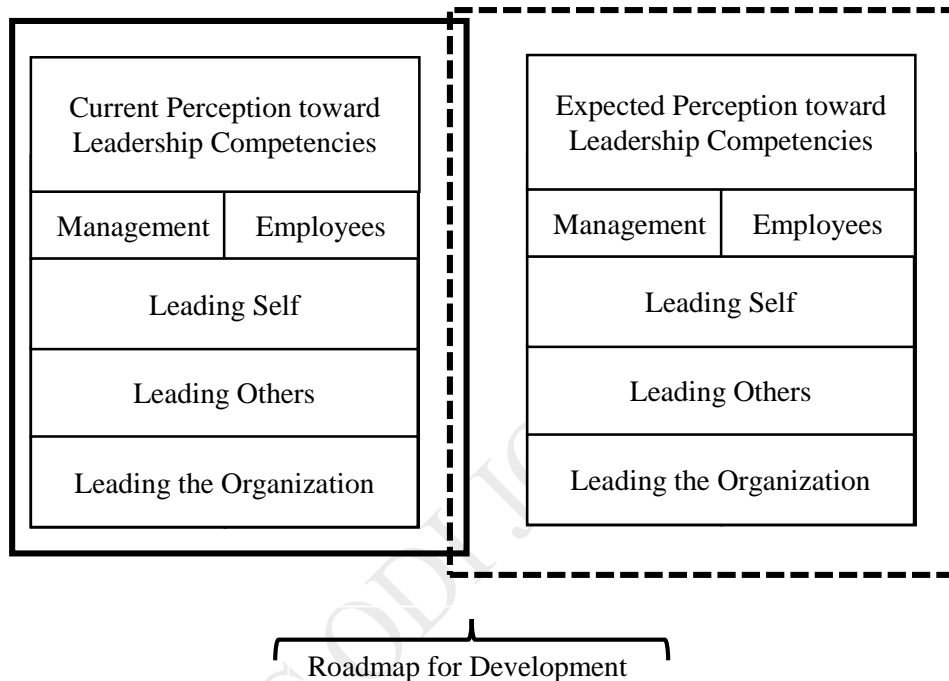 Current Perception toward
Leadership Competencies
Management
Employees
Leading Self
Leading Others
Leading the Organization
Expected Perception toward
Leadership Competencies
Management
Employees
Leading Self
Leading Others
Leading the Organization
Roadmap for Development